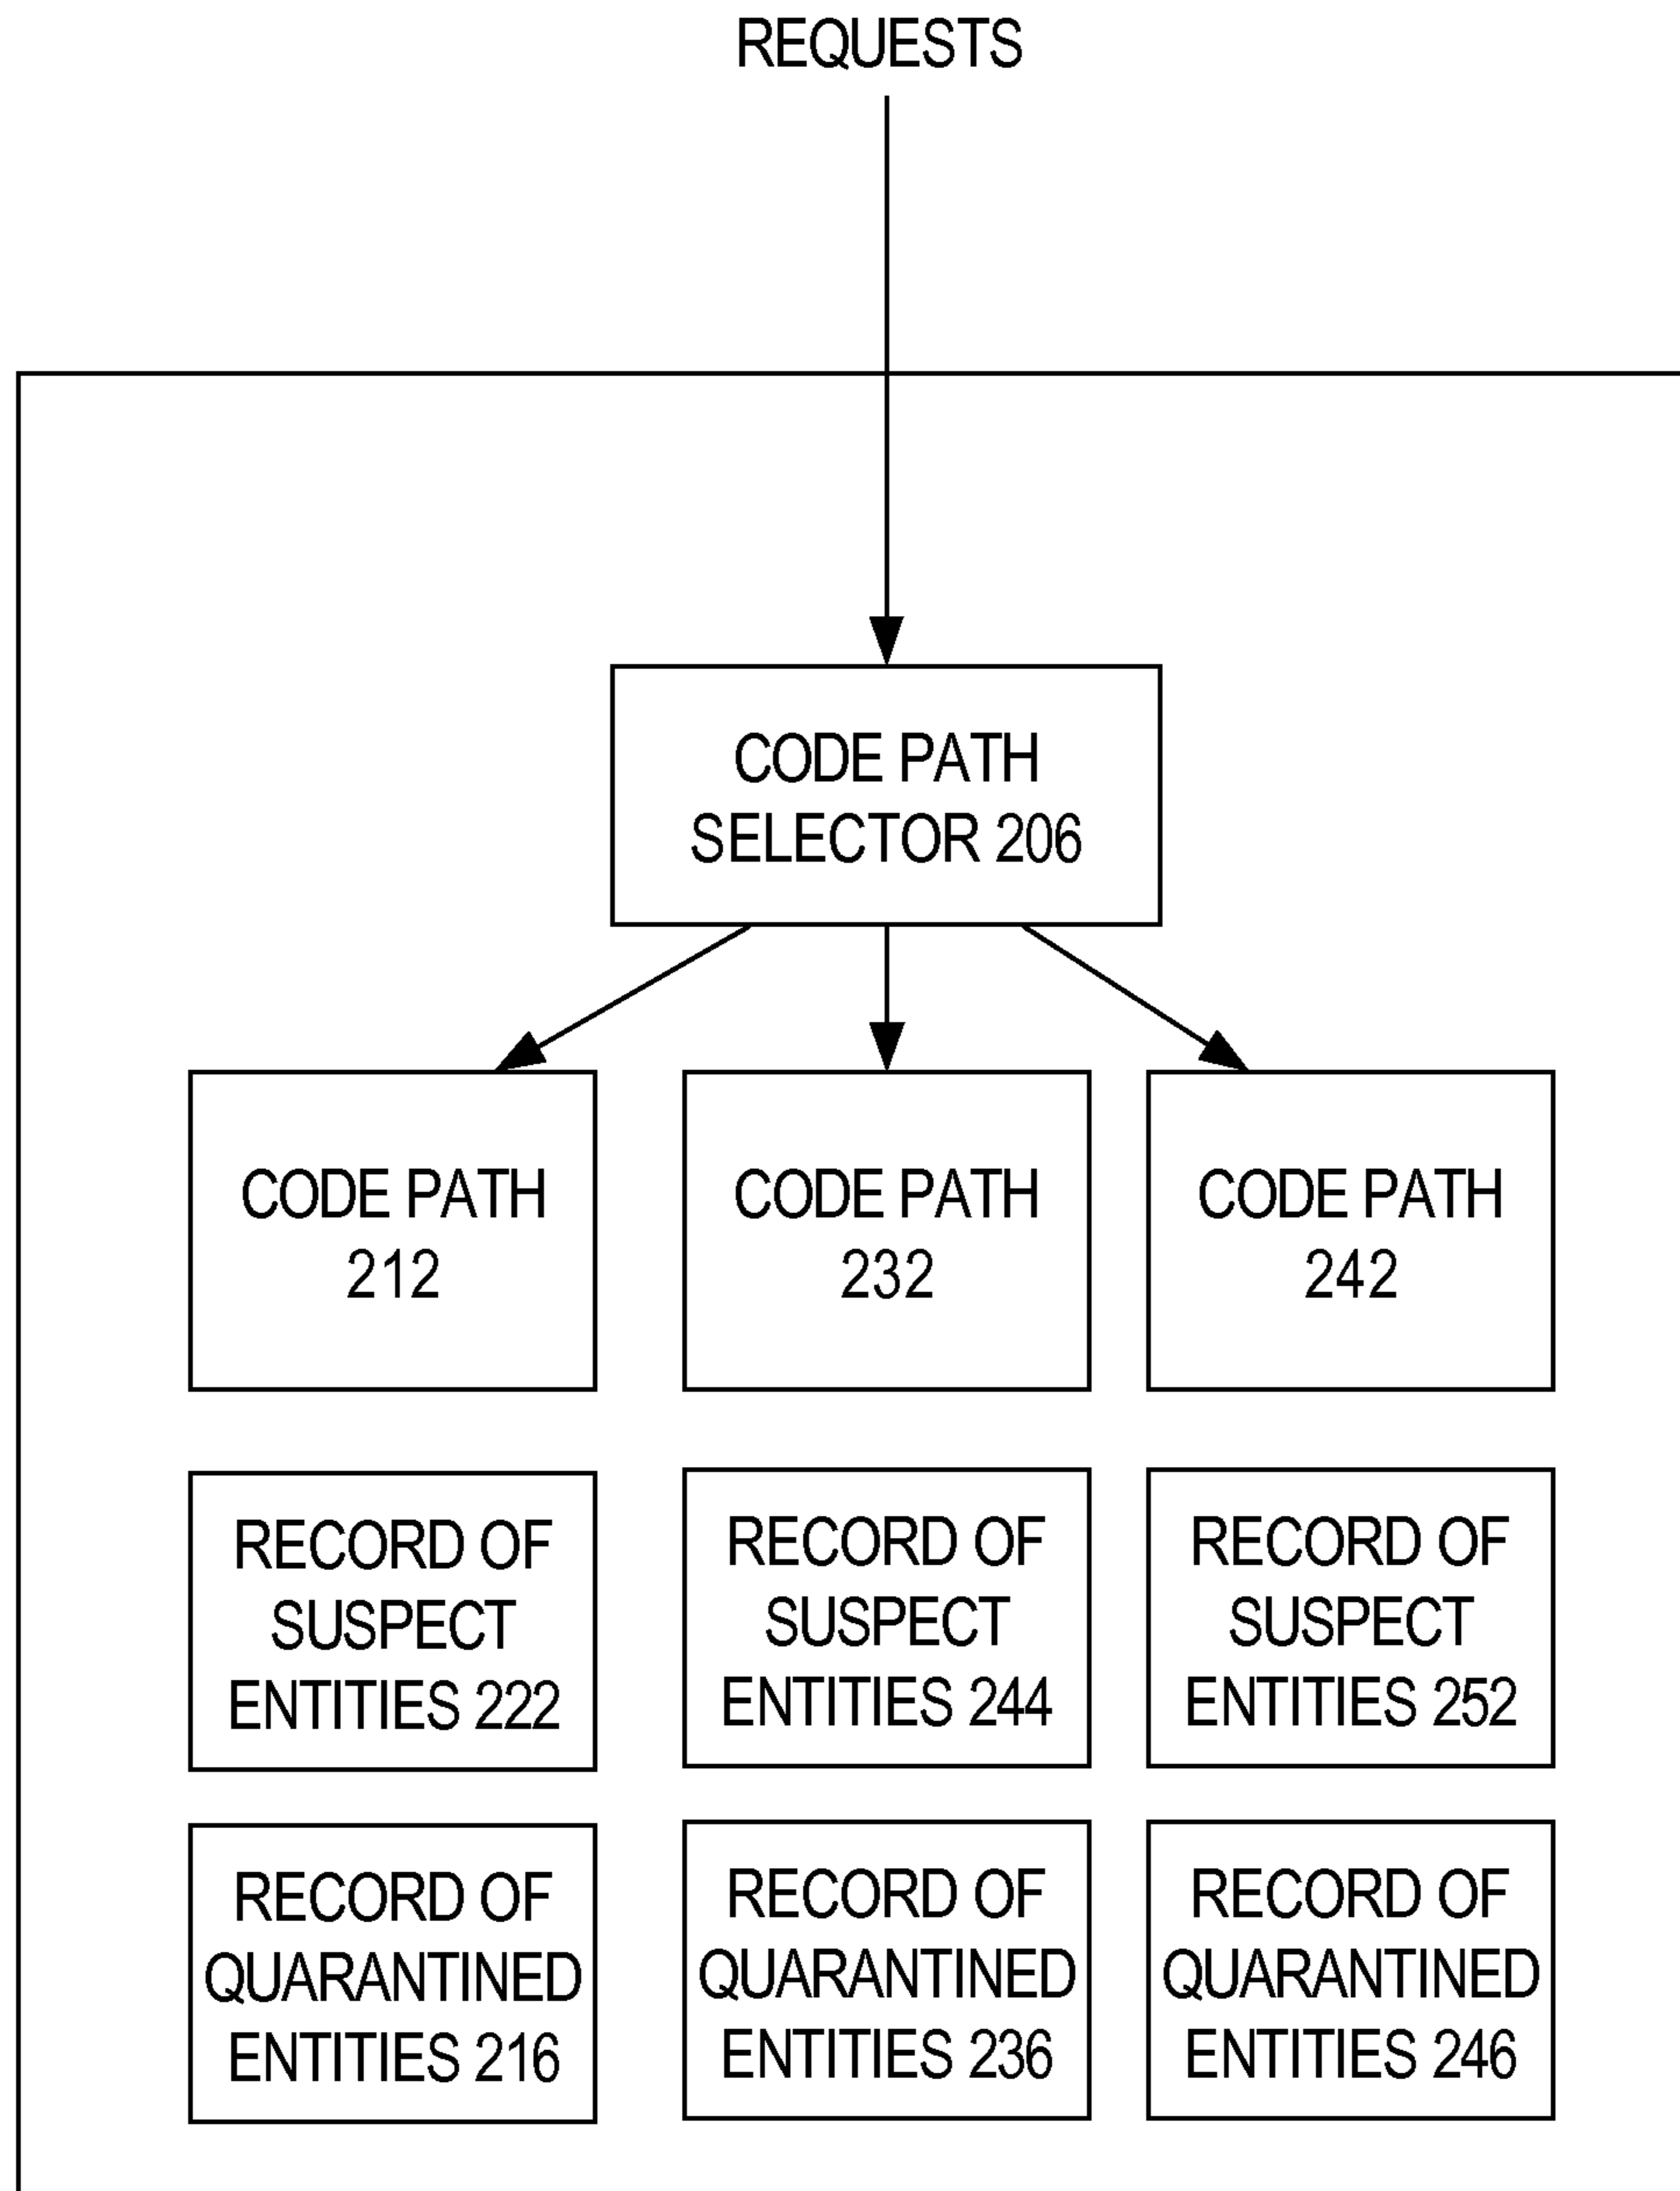 REQUESTS
CODE PATH
SELECTOR 206
CODE PATH
212
CODE PATH
232
CODE PATH
242
RECORD OF
SUSPECT
ENTITIES 222
RECORD OF
SUSPECT
ENTITIES 244
RECORD OF
SUSPECT
ENTITIES 252
RECORD OF
QUARANTINED
ENTITIES 216
RECORD OF
QUARANTINED
ENTITIES 236
RECORD OF
QUARANTINED
ENTITIES 246